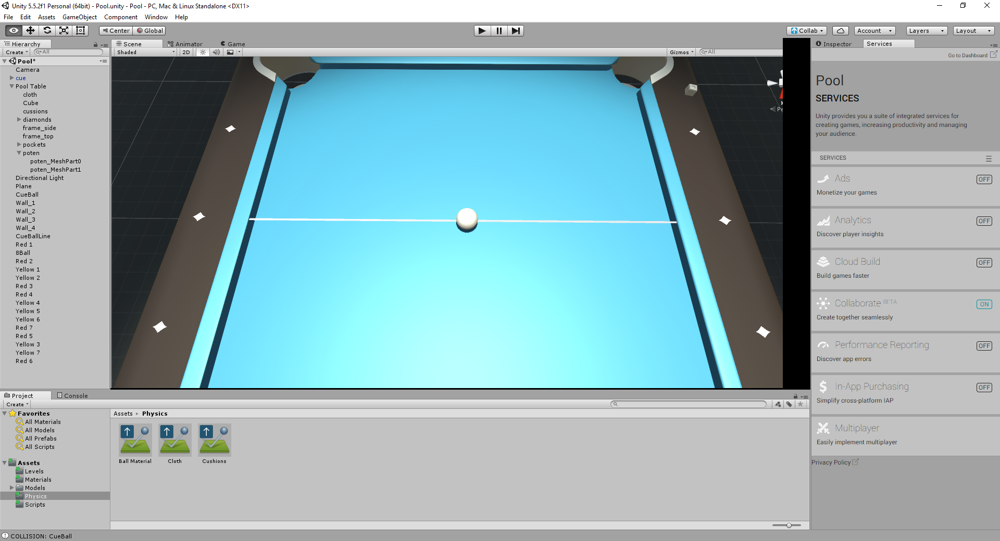 Unity 5.5.2f1 Personal (64bit) - Pool.unity - Pool - PC, Mac & Linux Standalone <DX11>
File Edit Assets GameObject Component Window Help
Center Global Collab Account Layers Layout
Hierarchy
Create All
Pool*
Camera
cue
Pool Table
cloth
Cube
cussions
diamonds
frame_side
frame_top
pockets
poten
poten_MeshPart0
poten_MeshPart1
Directional Light
Plane
CueBall
Wall_1
Wall_2
Wall_3
Wall_4
CueBallLine
Red 1
8Ball
Red 2
Yellow 1
Yellow 2
Red 3
Red 4
Yellow 4
Yellow 5
Yellow 6
Red 7
Red 5
Yellow 3
Yellow 7
Red 6
Scene Animator Game
Shaded 2D Gizmos All
Pe
Inspector Services
Go to Dashboard
Pool
SERVICES
Unity provides you a suite of integrated services for
creating games, increasing productivity and managing
your audience.
SERVICES
Ads OFF
Monetize your games
Analytics OFF
Discover player insights
Cloud Build OFF
Build games faster
Collaborate BETA ON
Create together seamlessly
Performance Reporting OFF
Discover app errors
In-App Purchasing OFF
Simplify cross-platform IAP
Multiplayer
Easily implement multiplayer
Privacy Policy
Project Console
Create
Favorites
All Materials
All Models
All Prefabs
All Scripts
Assets
Levels
Materials
Models
Physics
Scripts
Assets Physics
Ball Material Cloth Cushions
COLLISION: CueBall